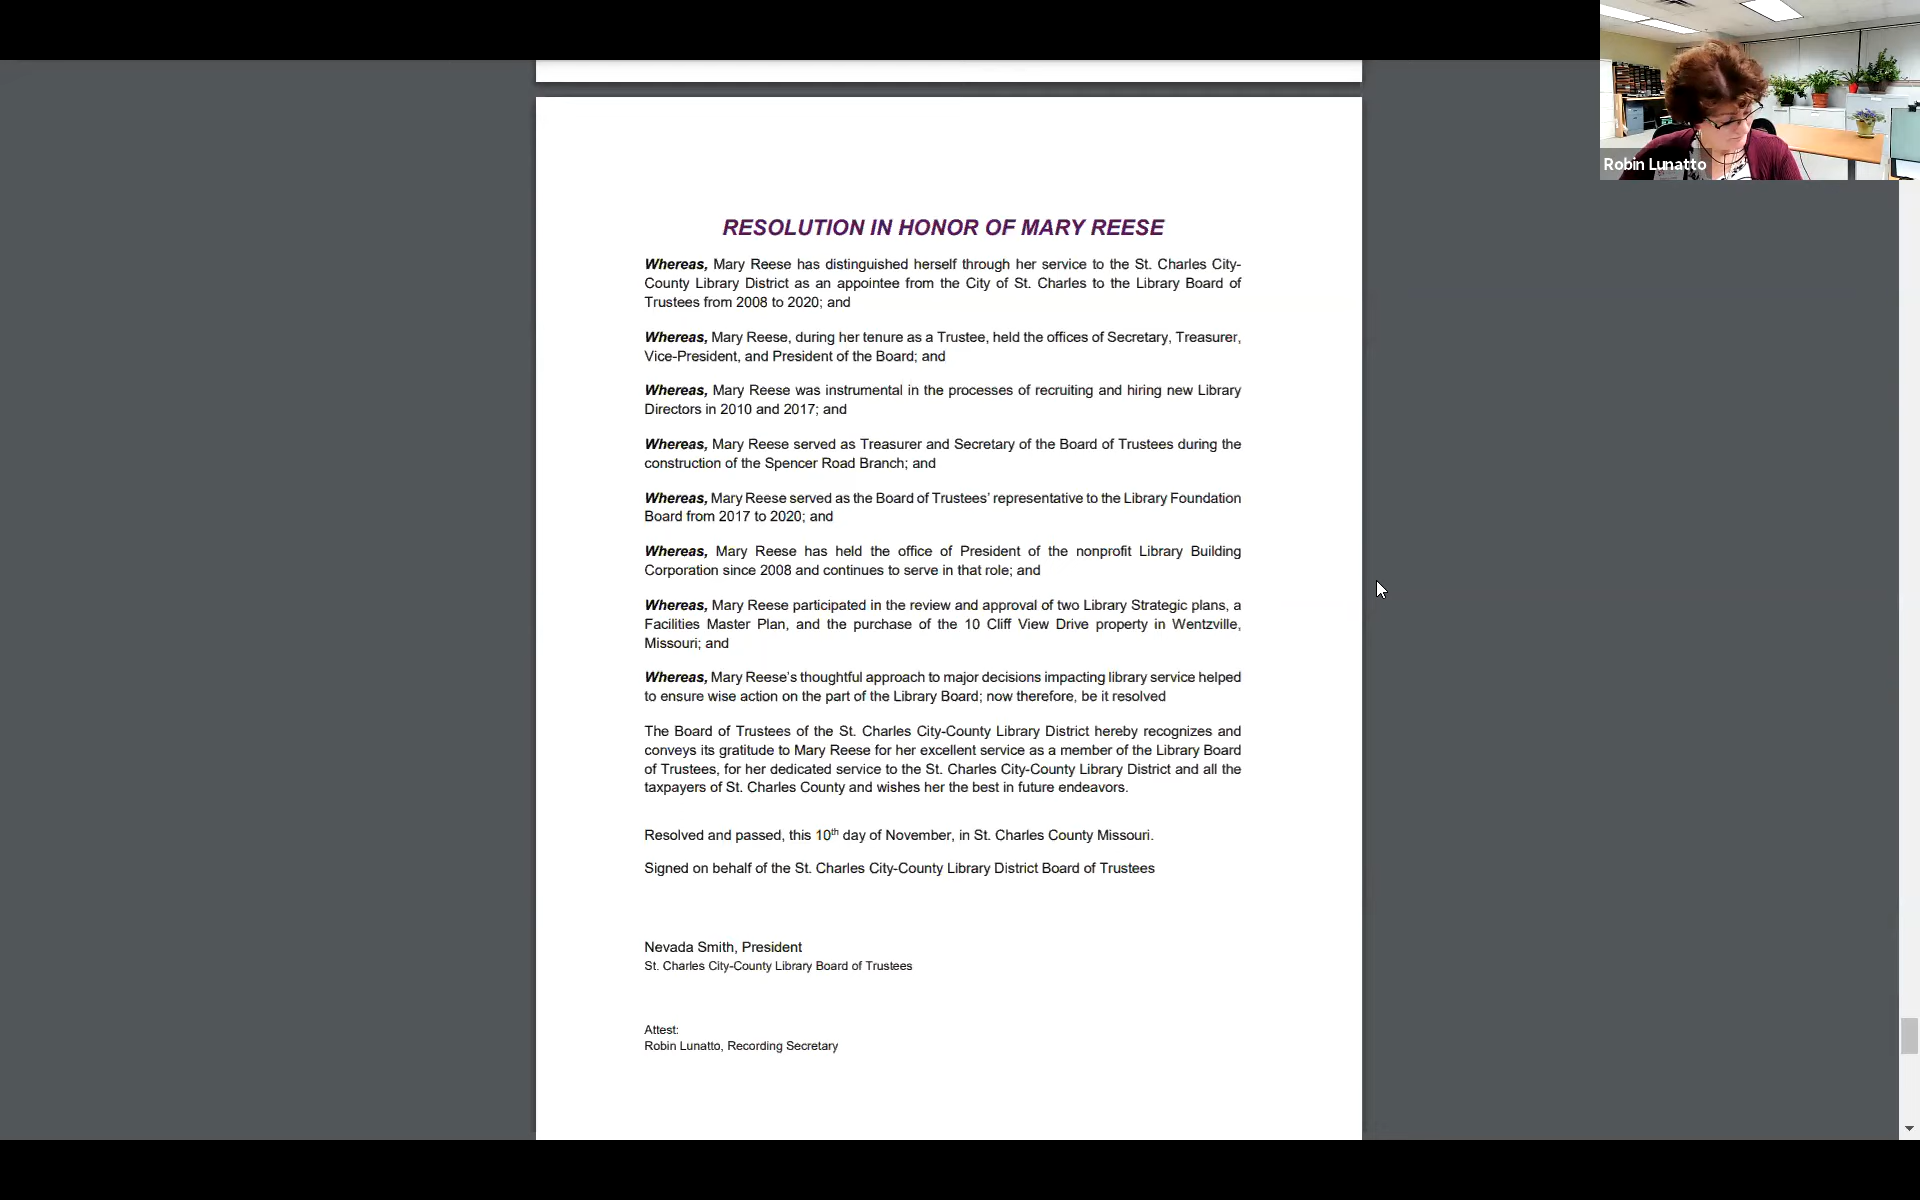 Robin Lunatto
RESOLUTION IN HONOR OF MARY REESE
Whereas, Mary Reese has distinguished herself through her service to the St. Charles City-
County Library District as an appointee from the City of St. Charles to the Library Board of
Trustees from 2008 to 2020; and
Whereas, Mary Reese, during her tenure as a Trustee, held the offices of Secretary, Treasurer,
Vice-President, and President of the Board; and
Whereas, Mary Reese was instrumental in the processes of recruiting and hiring new Library
Directors in 2010 and 2017; and
Whereas, Mary Reese served as Treasurer and Secretary of the Board of Trustees during the
construction of the Spencer Road Branch; and
Whereas, Mary Reese served as the Board of Trustees’ representative to the Library Foundation
Board from 2017 to 2020; and
Whereas, Mary Reese has held the office of President of the nonprofit Library Building
Corporation since 2008 and continues to serve in that role; and
Whereas, Mary Reese participated in the review and approval of two Library Strategic plans, a
Facilities Master Plan, and the purchase of the 10 Cliff View Drive property in Wentzville,
Missouri; and
Whereas, Mary Reese’s thoughtful approach to major decisions impacting library service helped
to ensure wise action on the part of the Library Board; now therefore, be it resolved
The Board of Trustees of the St. Charles City-County Library District hereby recognizes and
conveys its gratitude to Mary Reese for her excellent service as a member of the Library Board
of Trustees, for her dedicated service to the St. Charles City-County Library District and all the
taxpayers of St. Charles County and wishes her the best in future endeavors.
Resolved and passed, this 10th day of November, in St. Charles County Missouri.
Signed on behalf of the St. Charles City-County Library District Board of Trustees
Nevada Smith, President
St. Charles City-County Library Board of Trustees
Attest:
Robin Lunatto, Recording Secretary